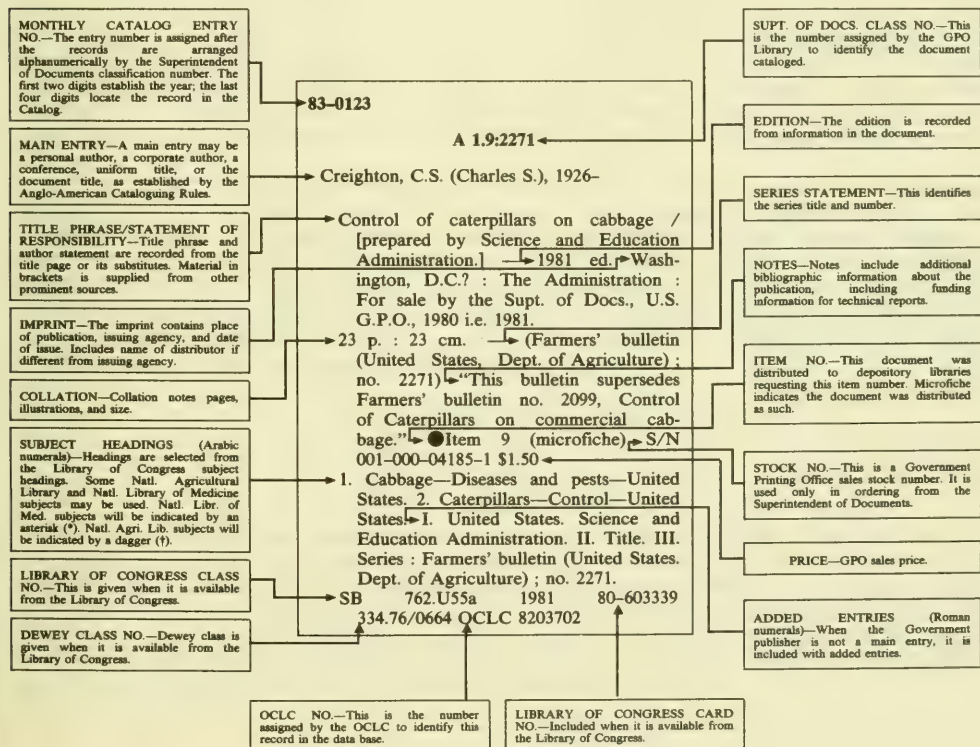 MONTHLY CATALOG ENTRY
NO.—The entry number is assigned after
the records are arranged
alphanumerically by the Superintendent
of Documents classification number. The
first two digits establish the year; the last
four digits locate the record in the
Catalog.
MAIN ENTRY—A main entry may be
a personal author, a corporate author, a
conference, uniform title, or the
document title, as established by the
Anglo-American Cataloguing Rules.
TITLE PHRASE/STATEMENT OF
RESPONSIBILITY—Title phrase and
author statement are recorded from the
title page or its substitutes. Material in
brackets is supplied from other
prominent sources.
IMPRINT—The imprint contains place
of publication, issuing agency, and date
of issue. Includes name of distributor if
different from issuing agency.
COLLATION—Collation notes pages,
illustrations, and size.
SUBJECT HEADINGS (Arabic
numerals)—Headings are selected from
the Library of Congress subject
headings. Some Natl. Agricultural
Library and Natl. Library of Medicine
subjects may be used. Natl. Libr. of
Med. subjects will be indicated by an
asterisk (*). Natl. Agri. Lib. subjects will
be indicated by a dagger (†).
LIBRARY OF CONGRESS CLASS
NO.—This is given when it is available
from the Library of Congress.
DEWEY CLASS NO.—Dewey class is
given when it is available from the
Library of Congress.
83–0123
A 1.9:2271
Creighton, C.S. (Charles S.), 1926–
Control of caterpillars on cabbage /
[prepared by Science and Education
Administration.] 1981 ed. Wash-
ington, D.C.? : The Administration :
For sale by the Supt. of Docs., U.S.
G.P.O., 1980 i.e. 1981.
23 p. : 23 cm. (Farmers' bulletin
(United States, Dept. of Agriculture) ;
no. 2271) “This bulletin supersedes
Farmers' bulletin no. 2099, Control
of Caterpillars on commercial cab-
bage.” ●Item 9 (microfiche) S/N
001-000-04185-1 $1.50
1. Cabbage—Diseases and pests—United
States. 2. Caterpillars—Control—United
States. I. United States. Science and
Education Administration. II. Title. III.
Series : Farmers' bulletin (United States.
Dept. of Agriculture) ; no. 2271.
SB 762.U55a 1981 80–603339
334.76/0664 OCLC 8203702
SUPT. OF DOCS. CLASS NO.—This
is the number assigned by the GPO
Library to identify the document
cataloged.
EDITION—The edition is recorded
from information in the document.
SERIES STATEMENT—This identifies
the series title and number.
NOTES—Notes include additional
bibliographic information about the
publication, including funding
information for technical reports.
ITEM NO.—This document was
distributed to depository libraries
requesting this item number. Microfiche
indicates the document was distributed
as such.
STOCK NO.—This is a Government
Printing Office sales stock number. It is
used only in ordering from the
Superintendent of Documents.
PRICE—GPO sales price.
ADDED ENTRIES (Roman
numerals)—When the Government
publisher is not a main entry, it is
included with added entries.
OCLC NO.—This is the number
assigned by the OCLC to identify this
record in the data base.
LIBRARY OF CONGRESS CARD
NO.—Included when it is available from
the Library of Congress.